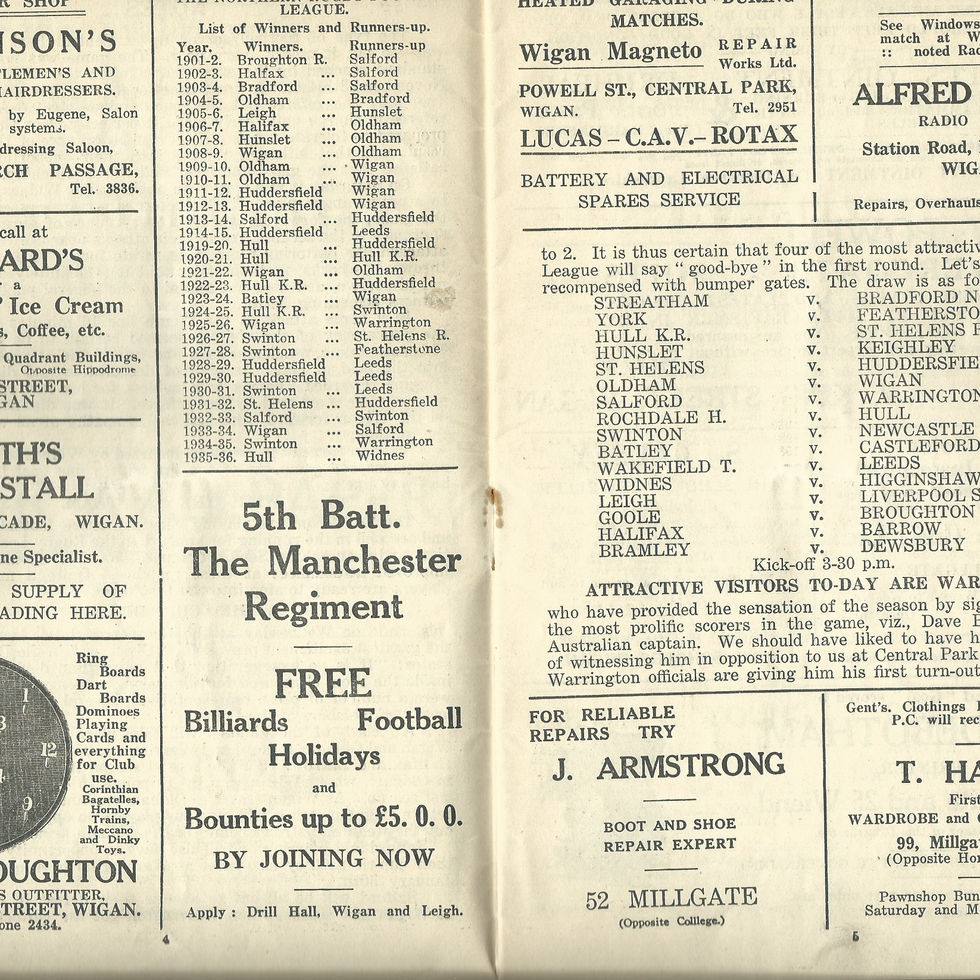 SHOP
NSON'S
TLEMEN'S AND
HAIRDRESSERS.
by Eugene, Salon
systems.
dressing Saloon,
RCH PASSAGE,
Tel. 3836.
call at
ARD'S
a
Ice Cream
s, Coffee, etc.
Quadrant Buildings,
Opposite Hippodrome
STREET,
GAN
TH'S
STALL
CADE, WIGAN.
ne Specialist.
SUPPLY OF
ADING HERE.
Ring
Boards
Dart
Boards
Dominoes
Playing
Cards and
everything
for Club
use.
Corinthian
Bagatelles,
Hornby
Trains,
Meccano
and Dinky
Toys.
OUGHTON
S OUTFITTER,
TREET, WIGAN.
one 2434.
LEAGUE.
List of Winners and Runners-up.
Year. Winners. Runners-up
1901-2. Broughton R. Salford
1902-3. Halfax ... Salford
1903-4. Bradford ... Salford
1904-5. Oldham ... Bradford
1905-6. Leigh ... Hunslet
1906-7. Halifax ... Oldham
1907-8. Hunslet ... Oldham
1908-9. Wigan ... Oldham
1909-10. Oldham ... Wigan
1910-11. Oldham ... Wigan
1911-12. Huddersfield Wigan
1912-13. Huddersfield Wigan
1913-14. Salford ... Huddersfield
1914-15. Huddersfield Leeds
1919-20. Hull ... Huddersfield
1920-21. Hull ... Hull K.R.
1921-22. Wigan ... Oldham
1922-23. Hull K.R. ... Huddersfield
1923-24. Batley ... Wigan
1924-25. Hull K.R. ... Swinton
1925-26. Wigan ... Warrington
1926-27. Swinton ... St. Helens R.
1927-28. Swinton ... Featherstone
1928-29. Huddersfield Leeds
1929-30. Huddersfield Leeds
1930-31. Swinton ... Leeds
1931-32. St. Helens ... Huddersfield
1932-33. Salford ... Swinton
1933-34. Wigan ... Salford
1934-35. Swinton ... Warrington
1935-36. Hull ... Widnes
5th Batt.
The Manchester
Regiment
FREE
Billiards Football
Holidays
and
Bounties up to £5. 0. 0.
BY JOINING NOW
Apply : Drill Hall, Wigan and Leigh.
4
HEATED GARAGING DURING
MATCHES.
Wigan Magneto REPAIR
Works Ltd.
POWELL ST., CENTRAL PARK,
WIGAN. Tel. 2951
LUCAS – C.A.V.– ROTAX
BATTERY AND ELECTRICAL
SPARES SERVICE
See Windows
match at W
:: noted Rad
ALFRED
RADIO
Station Road,
WIGA
Repairs, Overhauls
to 2. It is thus certain that four of the most attractiv
League will say " good-bye " in the first round. Let's
recompensed with bumper gates. The draw is as fo
STREATHAM v. BRADFORD N
YORK v. FEATHERSTO
HULL K.R. v. ST. HELENS R
HUNSLET v. KEIGHLEY
ST. HELENS v. HUDDERSFIE
OLDHAM v. WIGAN
SALFORD v. WARRINGTON
ROCHDALE H. v. HULL
SWINTON v. NEWCASTLE
BATLEY v. CASTLEFORD
WAKEFIELD T. v. LEEDS
WIDNES v. HIGGINSHAW
LEIGH v. LIVERPOOL S
GOOLE v. BROUGHTON
HALIFAX v. BARROW
BRAMLEY v. DEWSBURY
Kick-off 3-30 p.m.
ATTRACTIVE VISITORS TO-DAY ARE WAR
who have provided the sensation of the season by sig
the most prolific scorers in the game, viz., Dave B
Australian captain. We should have liked to have h
of witnessing him in opposition to us at Central Park
Warrington officials are giving him his first turn-out
FOR RELIABLE
REPAIRS TRY
J. ARMSTRONG
BOOT AND SHOE
REPAIR EXPERT
52 MILLGATE
(Opposite College.)
Gent's. Clothings
P.C. will rec
T. HA
First
WARDROBE and
99, Millga
(Opposite Ho
Pawnshop Bun
Saturday and M
5